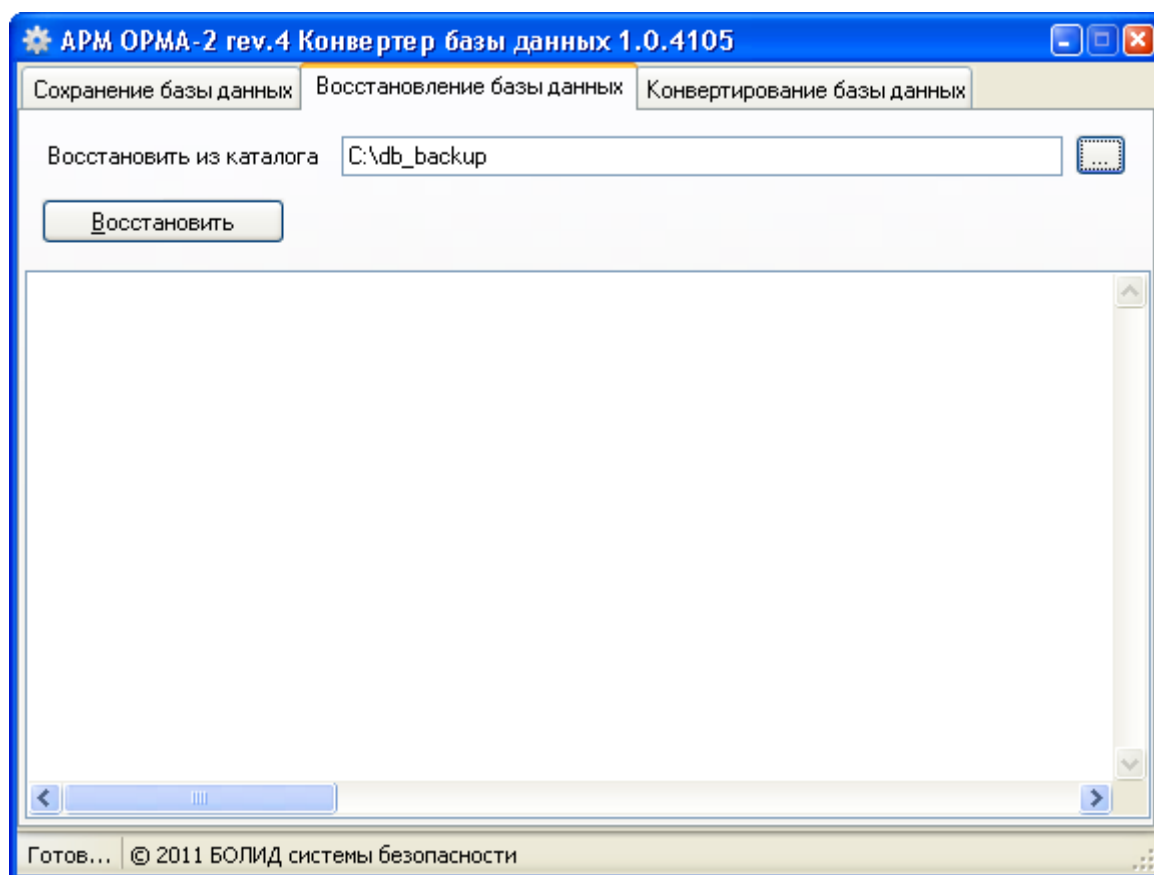 АРМ ОРМА-2 rev.4 Конвертер базы данных 1.0.4105
Сохранение базы данных Восстановление базы данных Конвертирование базы данных
Восстановить из каталога C:\db_backup ...
Восстановить
Готов... © 2011 БОЛИД системы безопасности